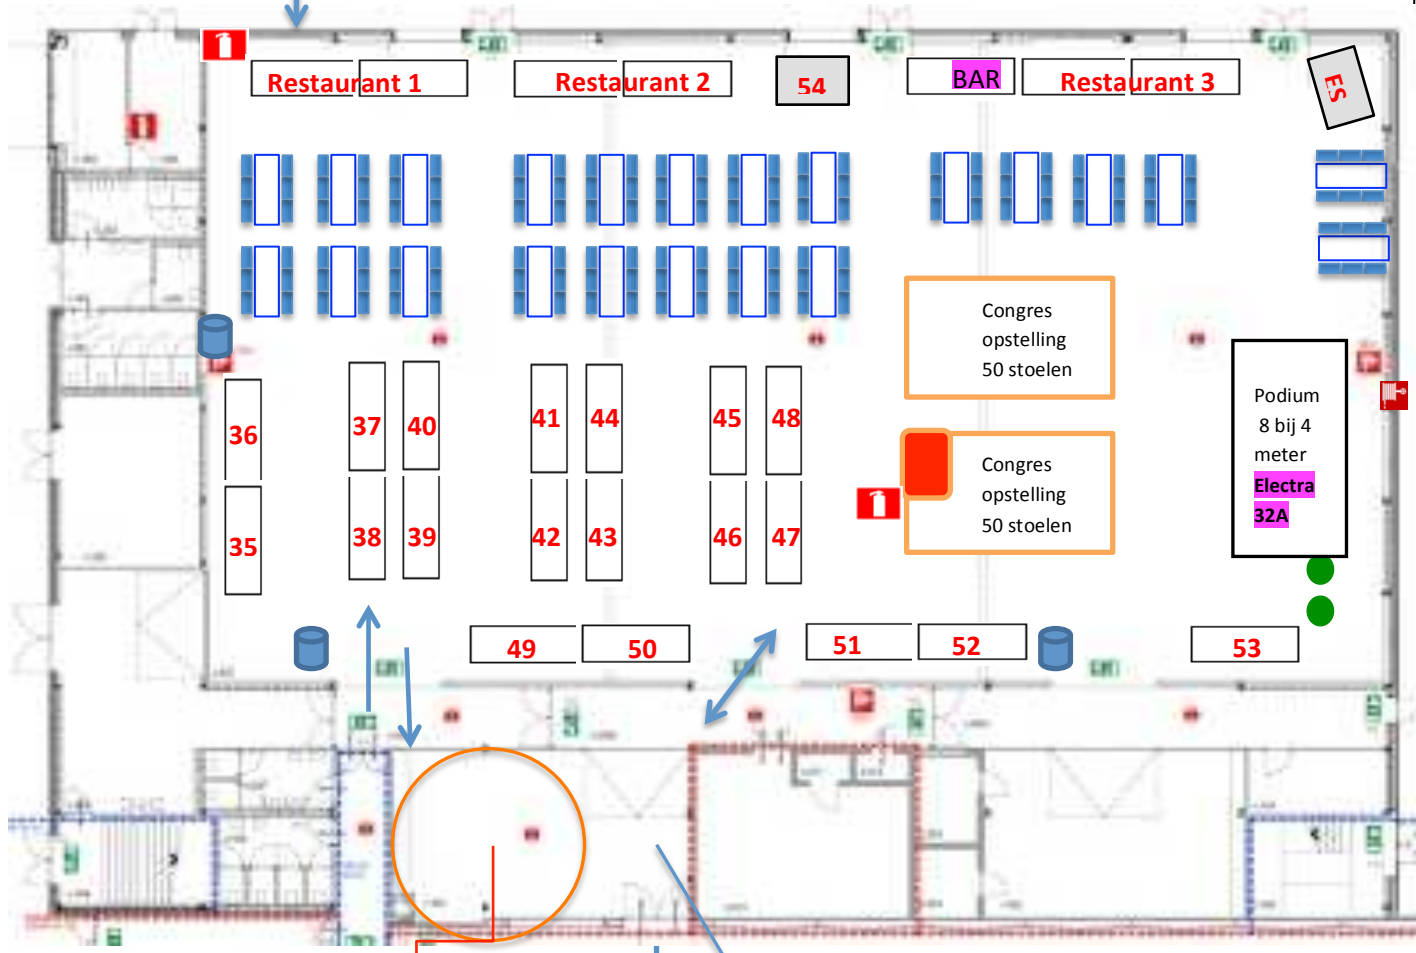 Restaurant 1
Restaurant 2
54
BAR
Restaurant 3
ES
Congres
opstelling
50 stoelen
36
37
40
41
44
45
48
Podium
8 bij 4
meter
Electra
32A
Congres
opstelling
50 stoelen
35
38
39
42
43
46
47
49
50
51
52
53